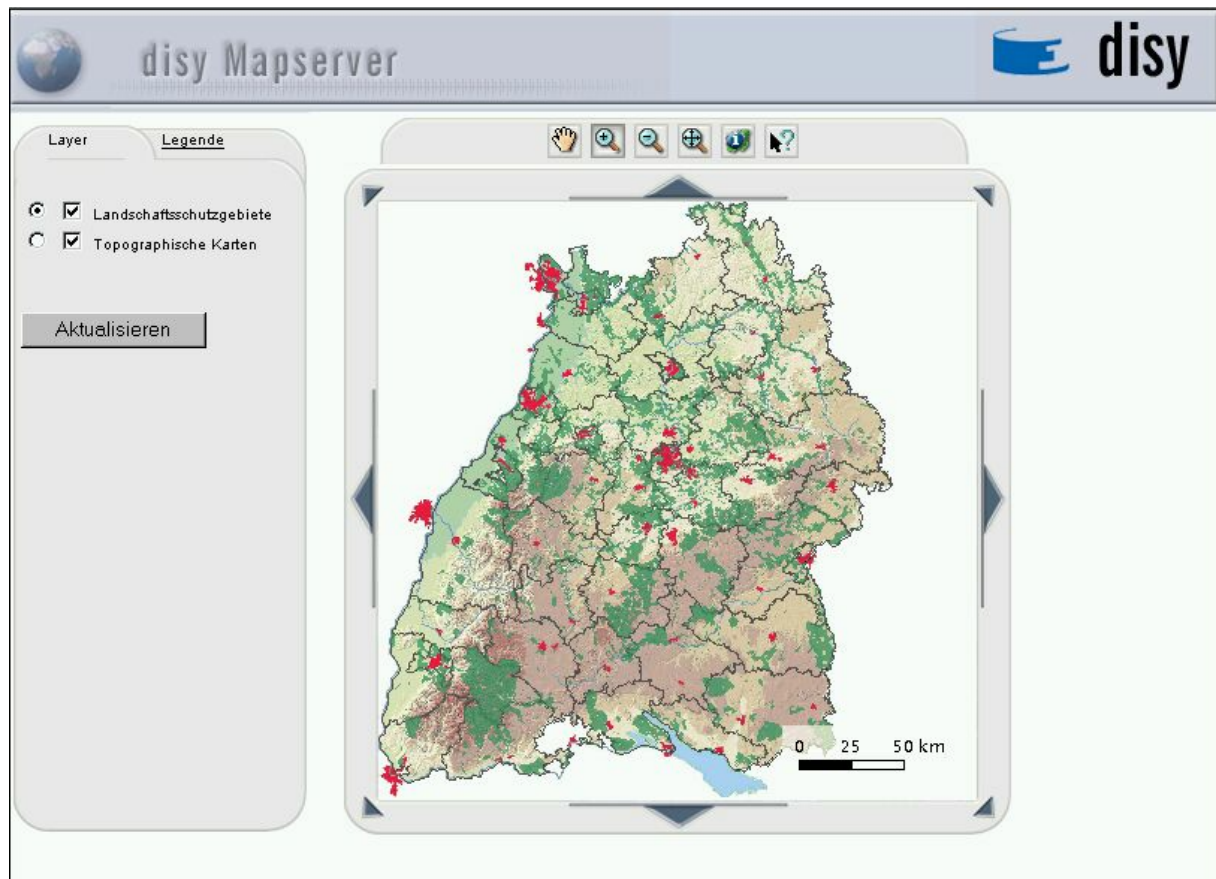 disy Mapserver
disy
Layer
Legende
Landschaftsschutzgebiete
Topographische Karten
Aktualisieren
0 25 50 km